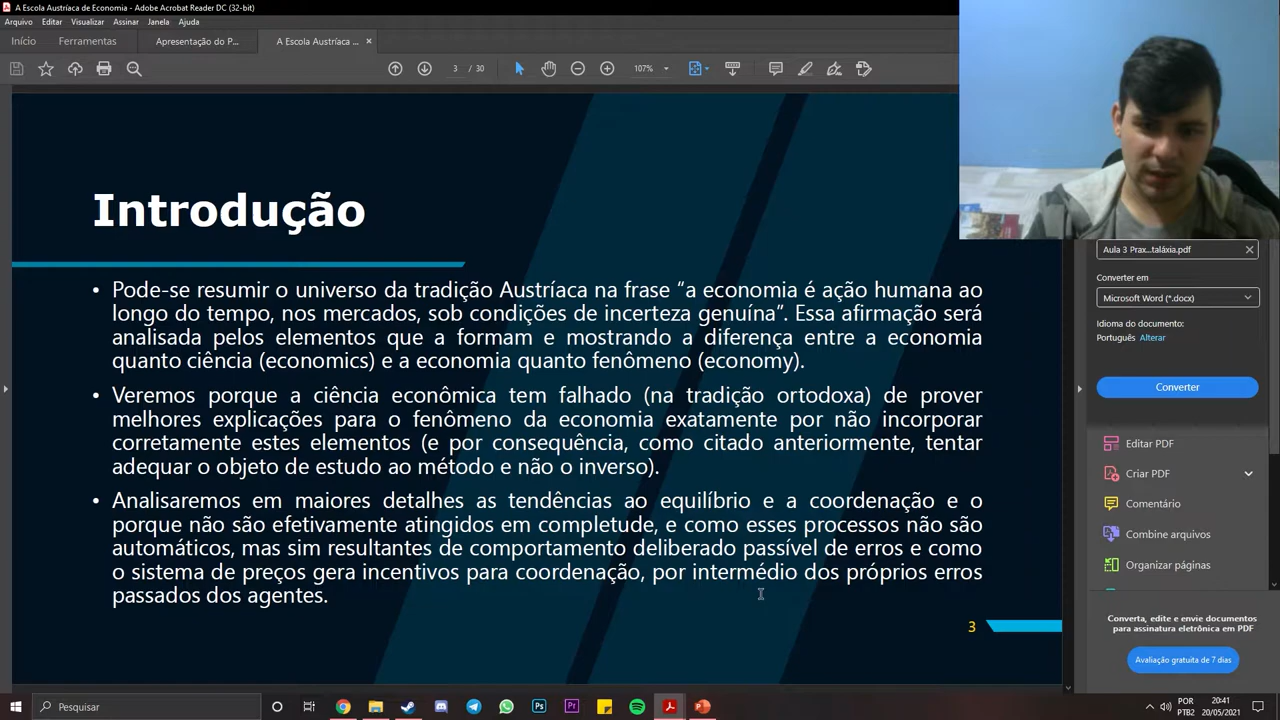 A Escola Austríaca de Economia - Adobe Acrobat Reader DC (32-bit)
Arquivo Editar Visualizar Assinar Janela Ajuda
Início Ferramentas Apresentação do P... A Escola Austríaca ... ×
3 / 30 107%
Introdução
• Pode-se resumir o universo da tradição Austríaca na frase “a economia é ação humana ao
longo do tempo, nos mercados, sob condições de incerteza genuína”. Essa afirmação será
analisada pelos elementos que a formam e mostrando a diferença entre a economia
quanto ciência (economics) e a economia quanto fenômeno (economy).
• Veremos porque a ciência econômica tem falhado (na tradição ortodoxa) de prover
melhores explicações para o fenômeno da economia exatamente por não incorporar
corretamente estes elementos (e por consequência, como citado anteriormente, tentar
adequar o objeto de estudo ao método e não o inverso).
• Analisaremos em maiores detalhes as tendências ao equilíbrio e a coordenação e o
porque não são efetivamente atingidos em completude, e como esses processos não são
automáticos, mas sim resultantes de comportamento deliberado passível de erros e como
o sistema de preços gera incentivos para coordenação, por intermédio dos próprios erros
passados dos agentes.
3
Aula 3 Prax...taláxia.pdf
Converter em
Microsoft Word (*.docx)
Idioma do documento:
Português Alterar
Converter
Editar PDF
Criar PDF
Comentário
Combine arquivos
Organizar páginas
Converta, edite e envie documentos
para assinatura eletrônica em PDF
Avaliação gratuita de 7 dias
Pesquisar
POR
PTB2
20:41
20/05/2021